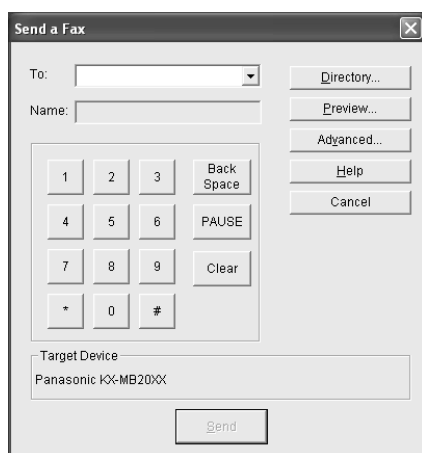 Send a Fax
To:
Name:
Directory...
Preview...
Advanced...
Help
Cancel
1 2 3 Back Space
4 5 6 PAUSE
7 8 9 Clear
* 0 #
Target Device
Panasonic KX-MB20XX
Send